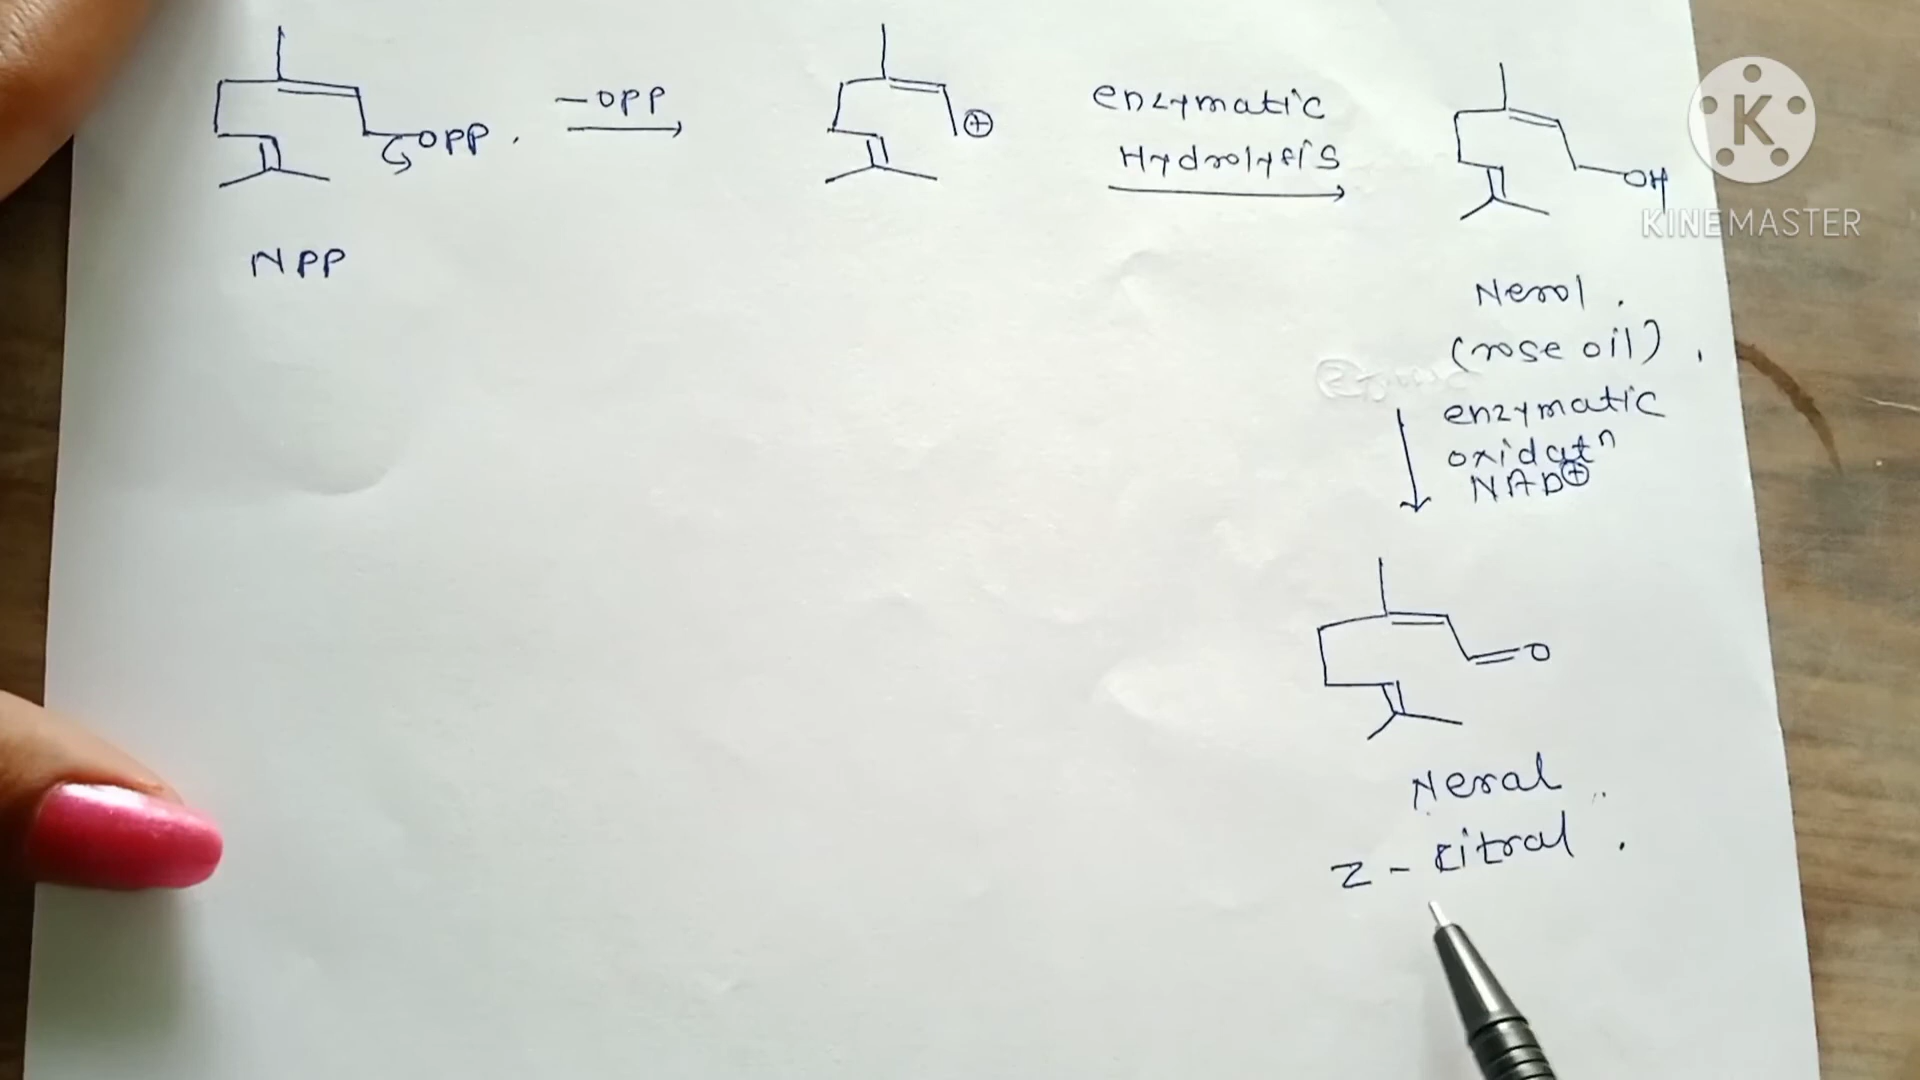 OPP .
- OPP
⊕
enzymatic
Hydrolysis
OH
K
KINEMASTER
NPP
Nerol .
(rose oil) .
enzymatic
oxidatⁿ
NAD⊕
O
Neral
Z - citral .